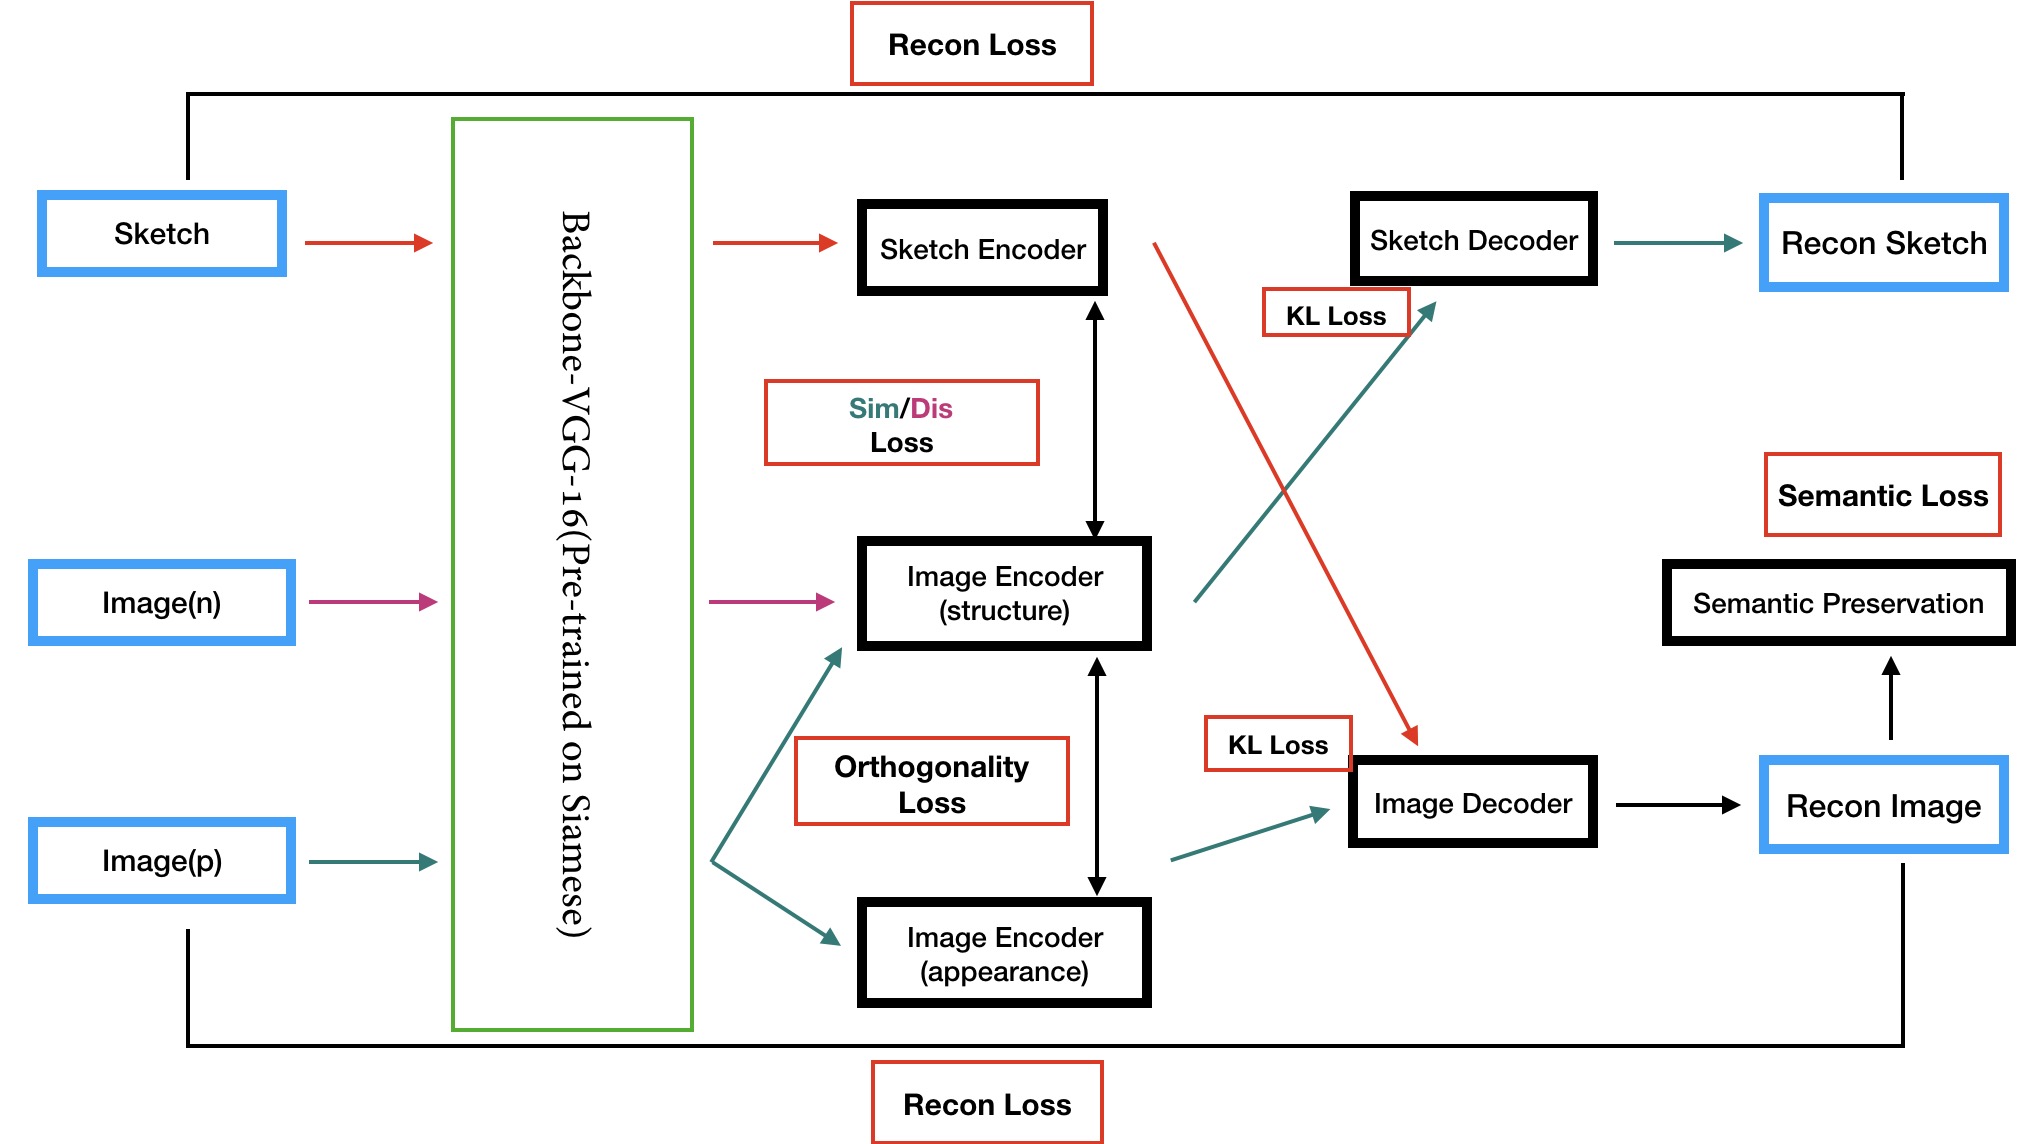 Recon Loss
Sketch
Backbone-VGG-16(Pre-trained on Siamese)
Sketch Encoder
Sketch Decoder
Recon Sketch
KL Loss
Sim/Dis
Loss
Semantic Loss
Image(n)
Image Encoder
(structure)
Semantic Preservation
KL Loss
Orthogonality
Loss
Image Decoder
Recon Image
Image(p)
Image Encoder
(appearance)
Recon Loss